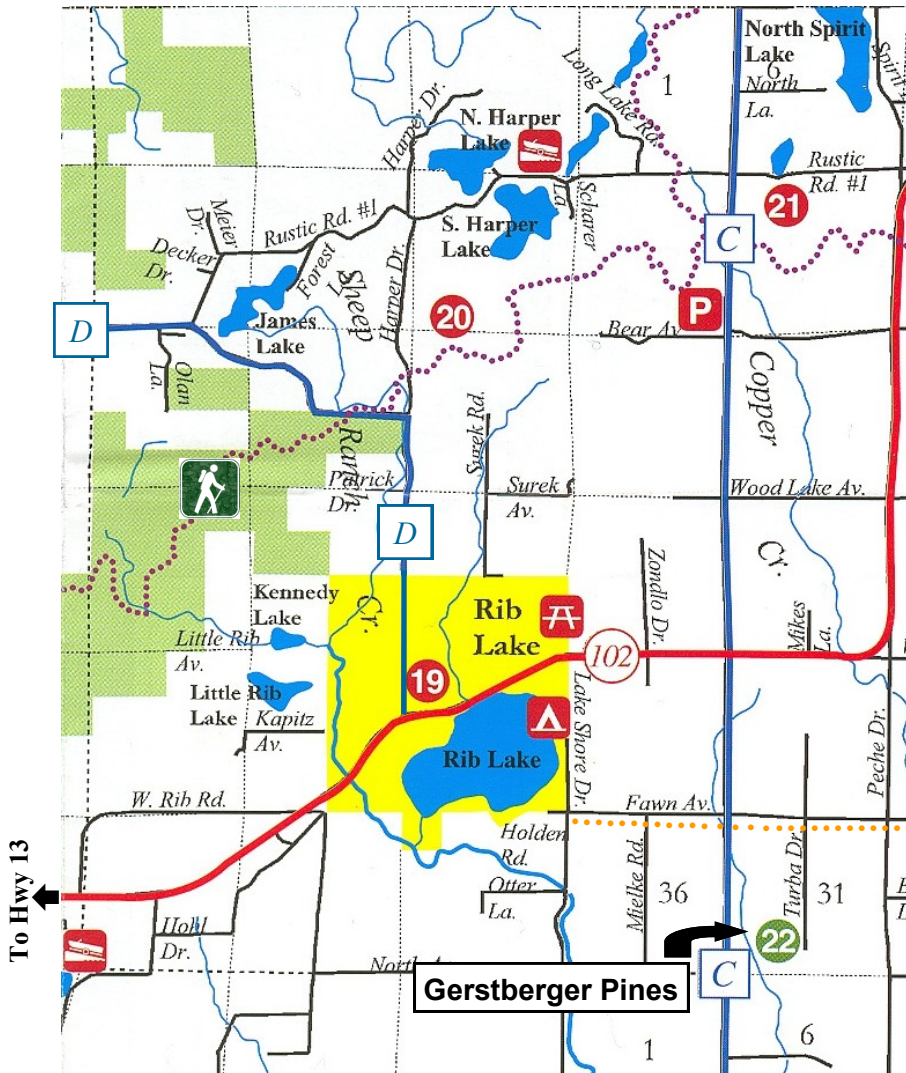 North Spirit
Lake
6
North
La.
Spirit
1
Long Lake Rd.
Harper Dr.
N. Harper
Lake
Rustic
Rd. #1
21
La
Scharer
Meier
Dr.
Rustic Rd. #1
S. Harper
Lake
C
Decker
Dr.
Forest
L
Sheep
Harper Dr.
20
P
D
James
Lake
Bear Av
Olan
La.
Copper
Surek Rd.
Ranch
Patrick
Dr.
Surek
Av.
Wood Lake Av.
D
Cr.
Zondlo Dr.
Kennedy
Lake
Cr.
Rib
Lake
Mikes
La.
Little Rib
Av.
102
19
Little Rib
Lake
Kapitz
Av.
Lake Shore Dr.
Rib Lake
Peche Dr.
W. Rib Rd.
Fawn Av.
Holden
Rd.
To Hwy 13
Otter
La.
Mielke Rd.
36
Turba Dr
31
Hohl
Dr.
22
North A
C
Gerstberger Pines
1
6